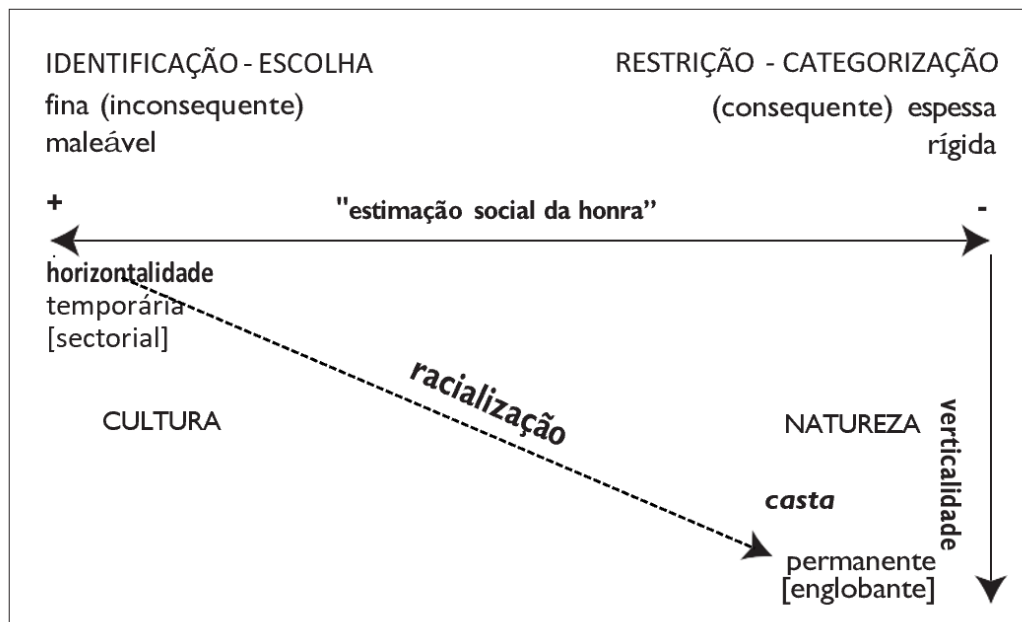 IDENTIFICAÇÃO - ESCOLHA
fina (inconsequente)
maleável
RESTRIÇÃO - CATEGORIZAÇÃO
(consequente) espessa
rígida
+
"estimação social da honra”
-
horizontalidade
temporária
[sectorial]
racialização
CULTURA
NATUREZA
verticalidade
casta
permanente
[englobante]